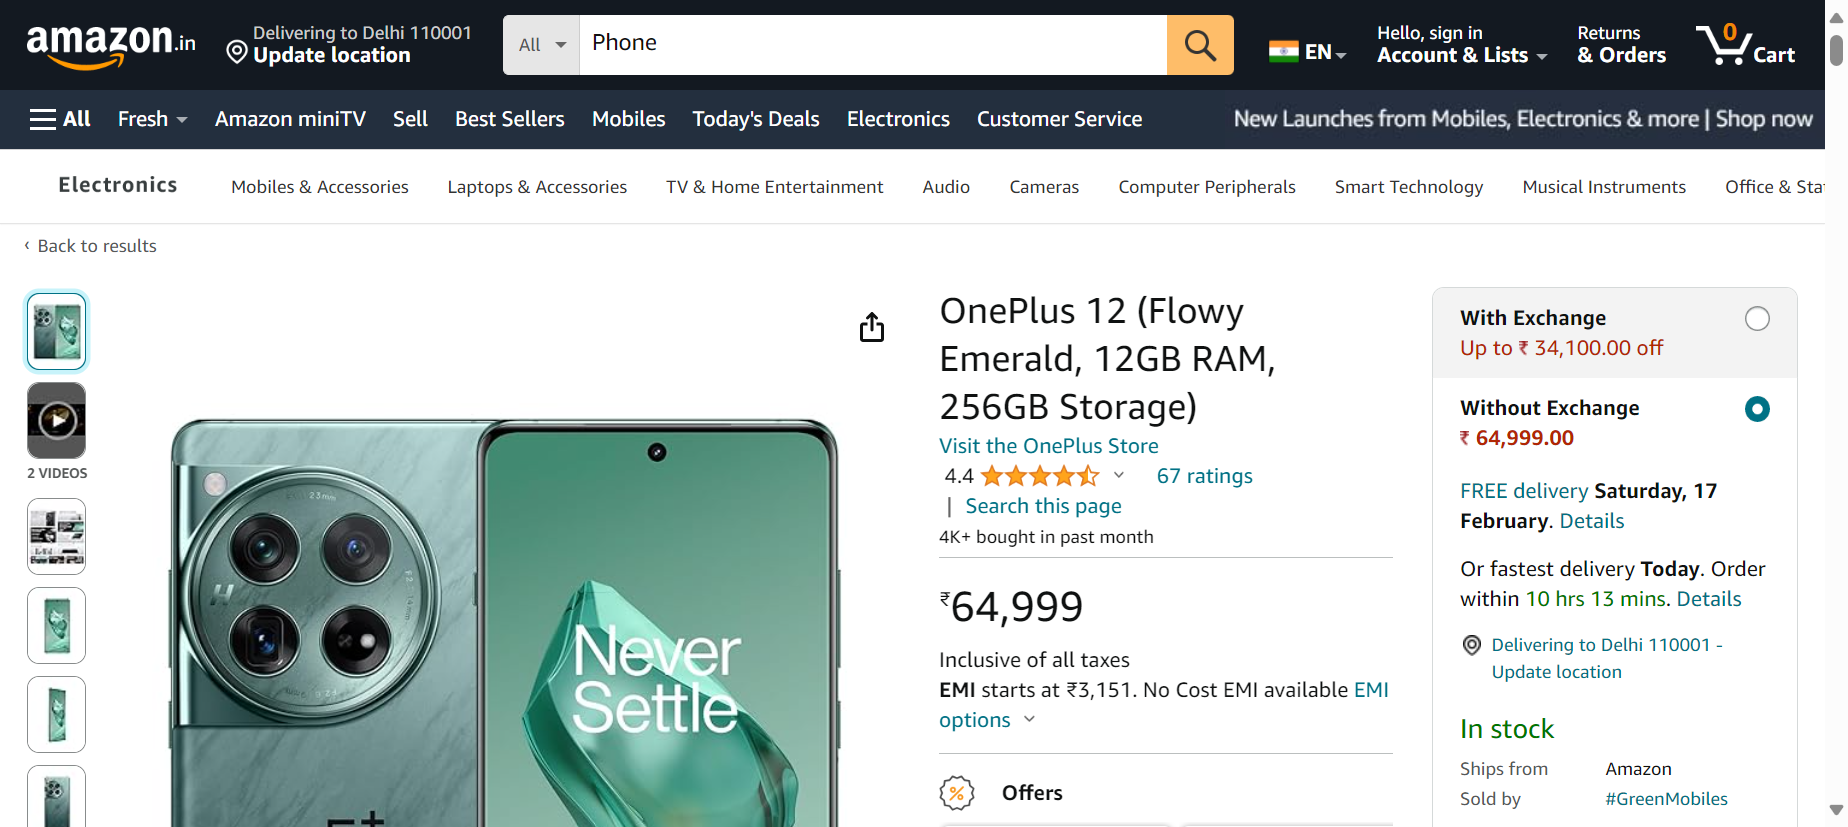 amazon.in
Delivering to Delhi 110001
Update location
All
Phone
EN
Hello, sign in
Account & Lists
Returns
& Orders
0
Cart
All
Fresh
Amazon miniTV
Sell
Best Sellers
Mobiles
Today's Deals
Electronics
Customer Service
New Launches from Mobiles, Electronics & more | Shop now
Electronics
Mobiles & Accessories
Laptops & Accessories
TV & Home Entertainment
Audio
Cameras
Computer Peripherals
Smart Technology
Musical Instruments
Office & Sta
‹ Back to results
2 VIDEOS
23mm
H
Never
Settle
OnePlus 12 (Flowy
Emerald, 12GB RAM,
256GB Storage)
Visit the OnePlus Store
4.4
67 ratings
| Search this page
4K+ bought in past month
₹64,999
Inclusive of all taxes
EMI starts at ₹3,151. No Cost EMI available EMI
options
%
Offers
With Exchange
Up to ₹ 34,100.00 off
Without Exchange
₹ 64,999.00
FREE delivery Saturday, 17
February. Details
Or fastest delivery Today. Order
within 10 hrs 13 mins. Details
Delivering to Delhi 110001 -
Update location
In stock
Ships from Amazon
Sold by #GreenMobiles